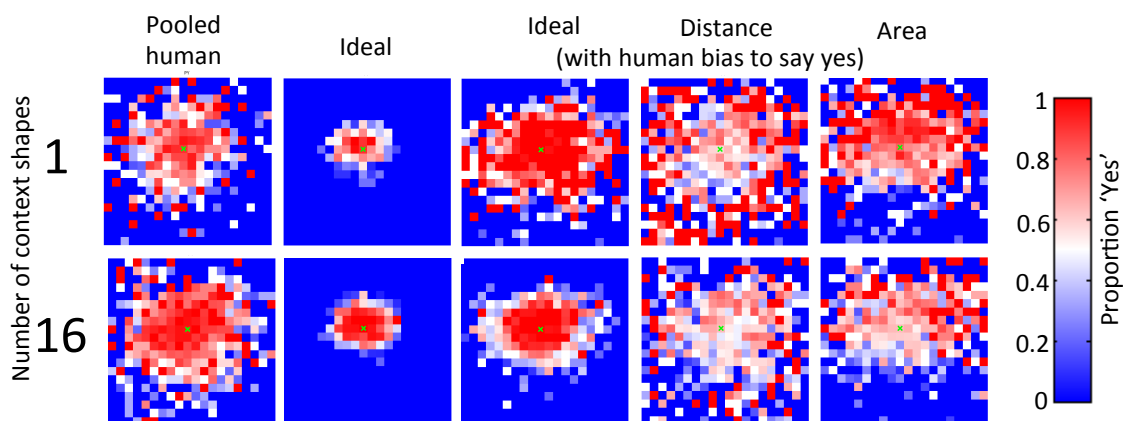 Pooled
human
Ideal
Ideal
Distance
Area
(with human bias to say yes)
Number of context shapes
1
16
1
0.8
0.6
0.4
0.2
0
Proportion ‘Yes’